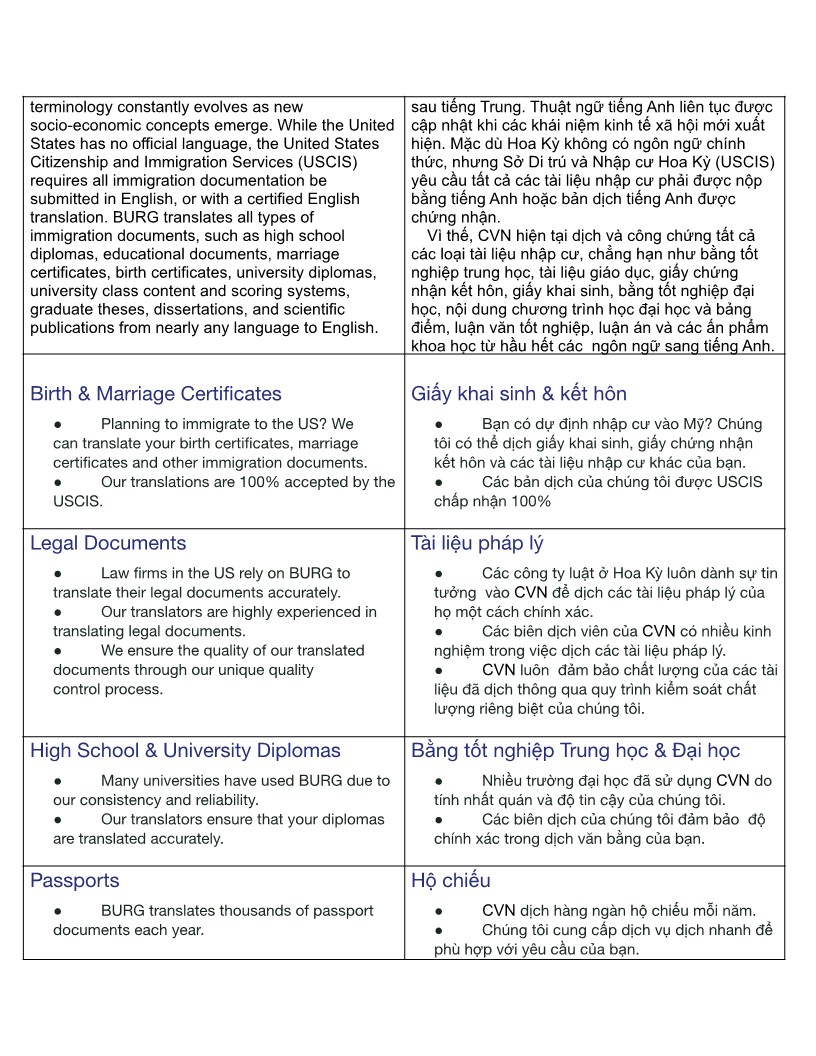 terminology constantly evolves as new
socio-economic concepts emerge. While the United
States has no official language, the United States
Citizenship and Immigration Services (USCIS)
requires all immigration documentation be
submitted in English, or with a certified English
translation. BURG translates all types of
immigration documents, such as high school
diplomas, educational documents, marriage
certificates, birth certificates, university diplomas,
university class content and scoring systems,
graduate theses, dissertations, and scientific
publications from nearly any language to English.
sau tiếng Trung. Thuật ngữ tiếng Anh liên tục được
cập nhật khi các khái niệm kinh tế xã hội mới xuất
hiện. Mặc dù Hoa Kỳ không có ngôn ngữ chính
thức, nhưng Sở Di trú và Nhập cư Hoa Kỳ (USCIS)
yêu cầu tất cả các tài liệu nhập cư phải được nộp
bằng tiếng Anh hoặc bản dịch tiếng Anh được
chứng nhận.
Vì thế, CVN hiện tại dịch và công chứng tất cả
các loại tài liệu nhập cư, chẳng hạn như bằng tốt
nghiệp trung học, tài liệu giáo dục, giấy chứng
nhận kết hôn, giấy khai sinh, bằng tốt nghiệp đại
học, nội dung chương trình học đại học và bảng
điểm, luận văn tốt nghiệp, luận án và các ấn phẩm
khoa học từ hầu hết các  ngôn ngữ sang tiếng Anh.
Birth & Marriage Certificates
● Planning to immigrate to the US? We
can translate your birth certificates, marriage
certificates and other immigration documents.
● Our translations are 100% accepted by the
USCIS.
Giấy khai sinh & kết hôn
● Bạn có dự định nhập cư vào Mỹ? Chúng
tôi có thể dịch giấy khai sinh, giấy chứng nhận
kết hôn và các tài liệu nhập cư khác của bạn.
● Các bản dịch của chúng tôi được USCIS
chấp nhận 100%
Legal Documents
● Law firms in the US rely on BURG to
translate their legal documents accurately.
● Our translators are highly experienced in
translating legal documents.
● We ensure the quality of our translated
documents through our unique quality
control process.
Tài liệu pháp lý
● Các công ty luật ở Hoa Kỳ luôn dành sự tin
tưởng  vào CVN để dịch các tài liệu pháp lý của
họ một cách chính xác.
● Các biên dịch viên của CVN có nhiều kinh
nghiệm trong việc dịch các tài liệu pháp lý.
● CVN luôn  đảm bảo chất lượng của các tài
liệu đã dịch thông qua quy trình kiểm soát chất
lượng riêng biệt của chúng tôi.
High School & University Diplomas
● Many universities have used BURG due to
our consistency and reliability.
● Our translators ensure that your diplomas
are translated accurately.
Bằng tốt nghiệp Trung học & Đại học
● Nhiều trường đại học đã sử dụng CVN do
tính nhất quán và độ tin cậy của chúng tôi.
● Các biên dịch của chúng tôi đảm bảo  độ
chính xác trong dịch văn bằng của bạn.
Passports
● BURG translates thousands of passport
documents each year.
Hộ chiếu
● CVN dịch hàng ngàn hộ chiếu mỗi năm.
● Chúng tôi cung cấp dịch vụ dịch nhanh để
phù hợp với yêu cầu của bạn.